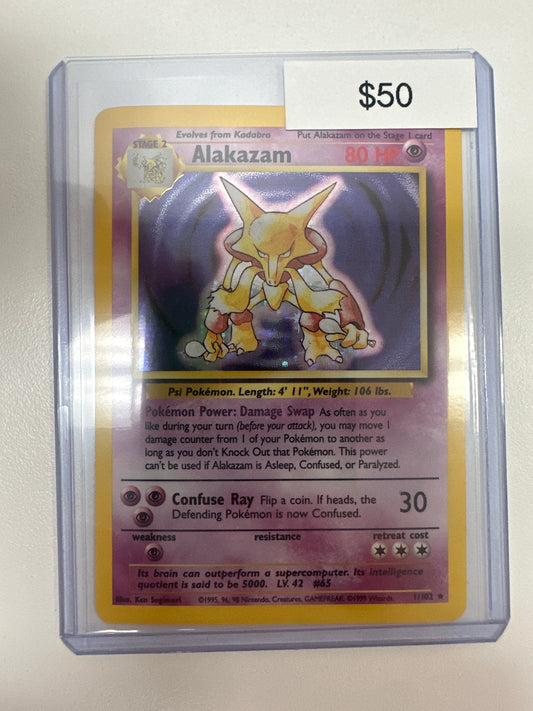 $50
Evolves from Kadabra Put Alakazam on the Stage 1 card
STAGE 2
Alakazam 80 HP
Psi Pokémon. Length: 4' 11", Weight: 106 lbs.
Pokémon Power: Damage Swap As often as you
like during your turn (before your attack), you may move 1
damage counter from 1 of your Pokémon to another as
long as you don't Knock Out that Pokémon. This power
can't be used if Alakazam is Asleep, Confused, or Paralyzed.
Confuse Ray Flip a coin. If heads, the 30
Defending Pokémon is now Confused.
weakness resistance retreat cost
Its brain can outperform a supercomputer. Its intelligence
quotient is said to be 5000. LV. 42 #65
Illus. Ken Sugimori ©1995, 96, 98 Nintendo, Creatures, GAMEFREAK. ©1999 Wizards. 1/102 ★